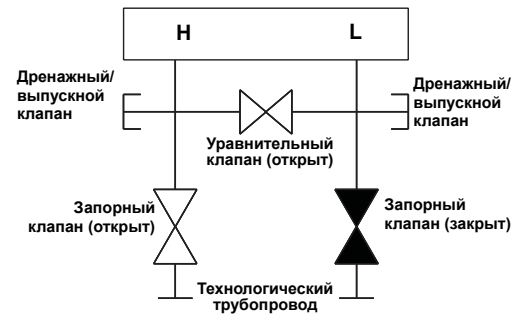 H
L
Дренажный/
выпускной
клапан
Дренажный/
выпускной
клапан
Уравнительный
клапан (открыт)
Запорный
клапан (открыт)
Запорный
клапан (закрыт)
Технологический
трубопровод